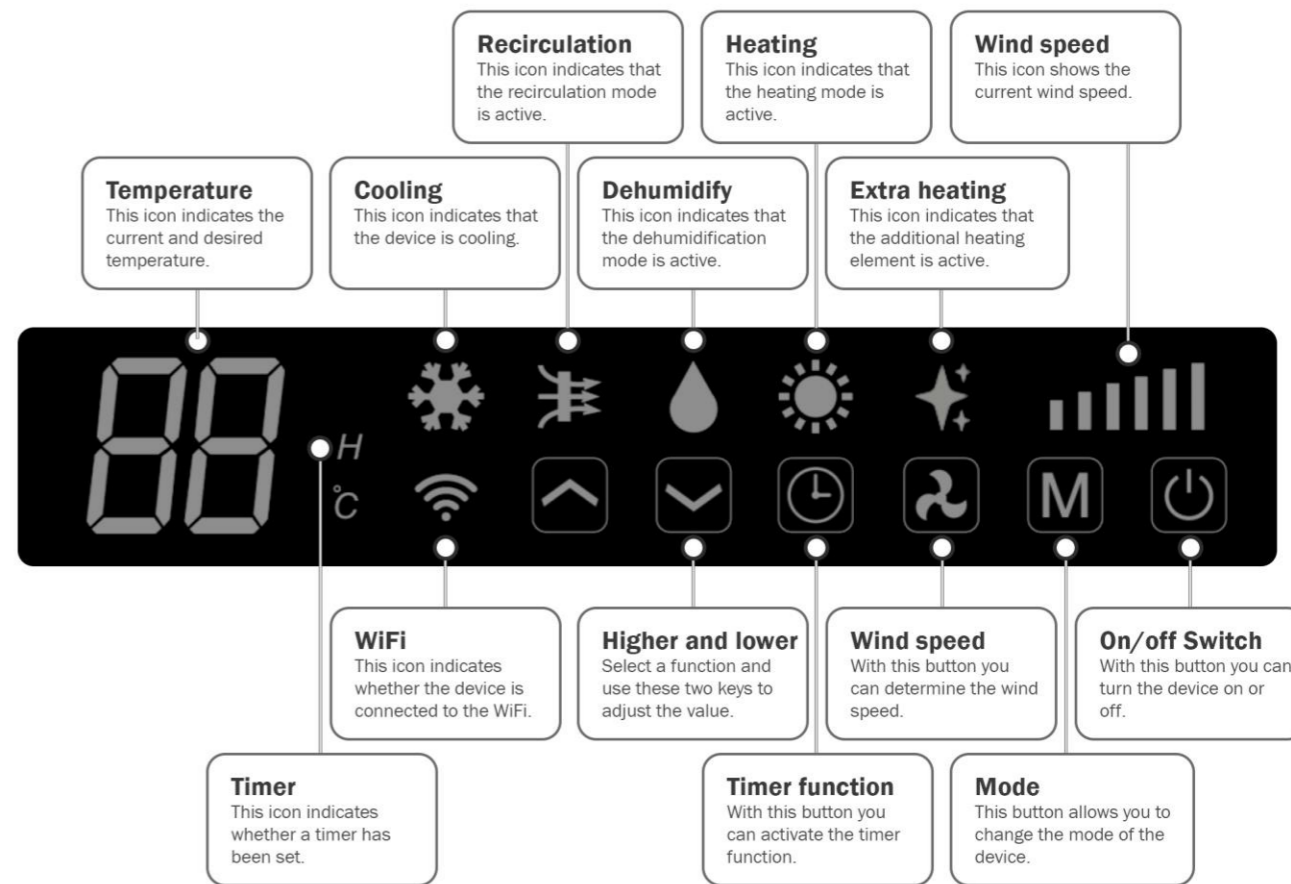 Recirculation
This icon indicates that
the recirculation mode
is active.
Heating
This icon indicates that
the heating mode is
active.
Wind speed
This icon shows the
current wind speed.
Temperature
This icon indicates the
current and desired
temperature.
Cooling
This icon indicates that
the device is cooling.
Dehumidify
This icon indicates that
the dehumidification
mode is active.
Extra heating
This icon indicates that
the additional heating
element is active.
88
H
°C
M
WiFi
This icon indicates
whether the device is
connected to the WiFi.
Higher and lower
Select a function and
use these two keys to
adjust the value.
Wind speed
With this button you
can determine the wind
speed.
On/off Switch
With this button you can
turn the device on or
off.
Timer
This icon indicates
whether a timer has
been set.
Timer function
With this button you
can activate the timer
function.
Mode
This button allows you to
change the mode of the
device.